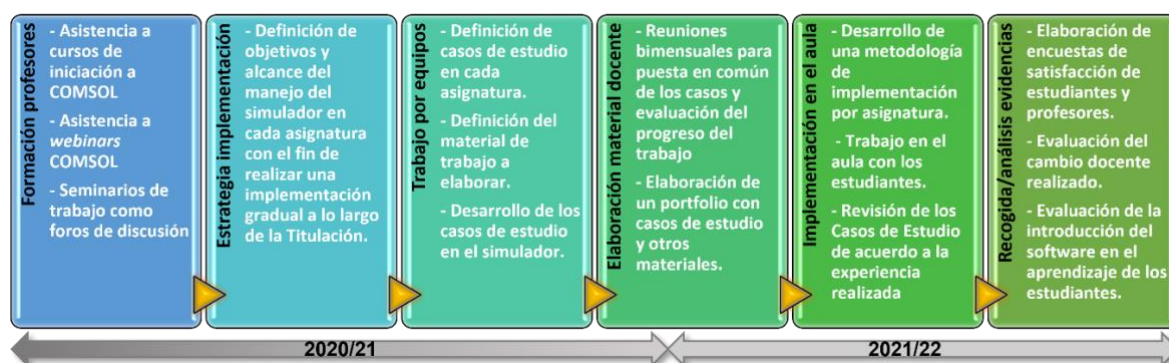 Formación profesores
- Asistencia a
cursos de
iniciación a
COMSOL
- Asistencia a
webinars
COMSOL
- Seminarios de
trabajo como
foros de discusión
Estrategia implementación
- Definición de
objetivos y
alcance del
manejo del
simulador en
cada asignatura
con el fin de
realizar una
implementación
gradual a lo largo
de la Titulación.
Trabajo por equipos
- Definición de
casos de estudio
en cada
asignatura.
- Definición del
material de
trabajo a
elaborar.
- Desarrollo de los
casos de estudio
en el simulador.
Elaboración material docente
- Reuniones
bimensuales para
puesta en común
de los casos y
evaluación del
progreso del
trabajo
- Elaboración de
un portfolio con
casos de estudio
y otros
materiales.
Implementación en el aula
- Desarrollo de
una metodología
de
implementación
por asignatura.
- Trabajo en el
aula con los
estudiantes.
- Revisión de los
Casos de Estudio
de acuerdo a la
experiencia
realizada
Recogida/análisis evidencias
- Elaboración de
encuestas de
satisfacción de
estudiantes y
profesores.
- Evaluación del
cambio docente
realizado.
- Evaluación de la
introducción del
software en el
aprendizaje de los
estudiantes.
2020/21
2021/22